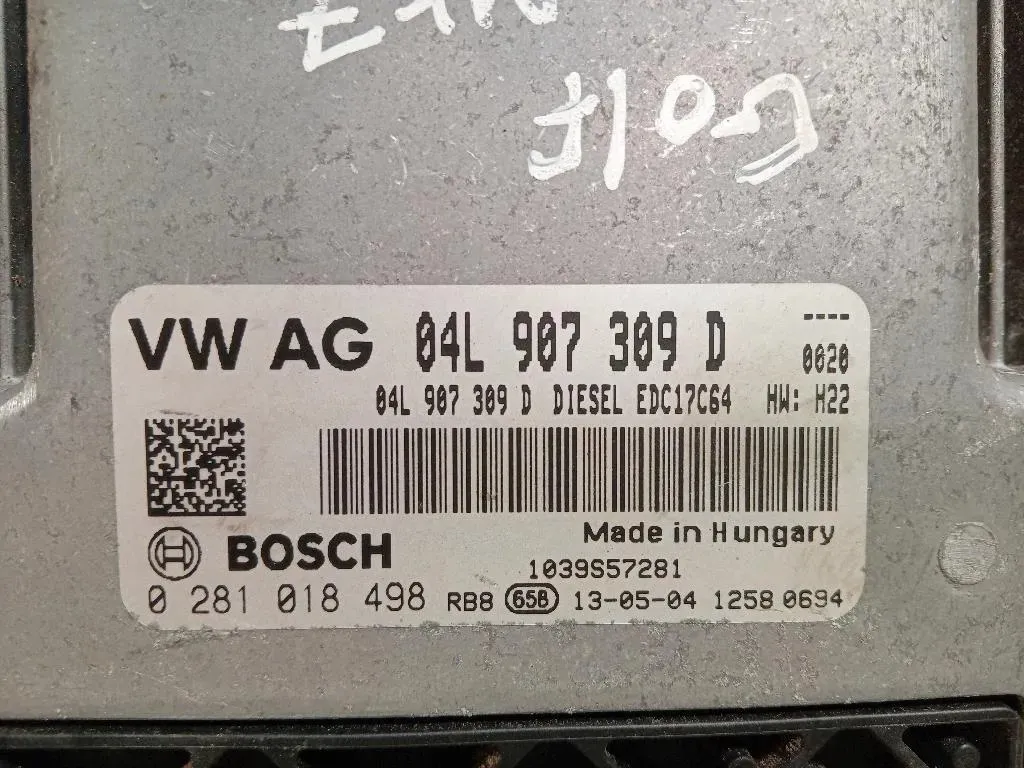 Golf
VW AG 04L 907 309 D ----
0020
04L 907 309 D DIESEL EDC17C64 HW: H22
Made in Hungary
BOSCH
1039S57281
0 281 018 498 RB8 65B 13-05-04 1258 0694